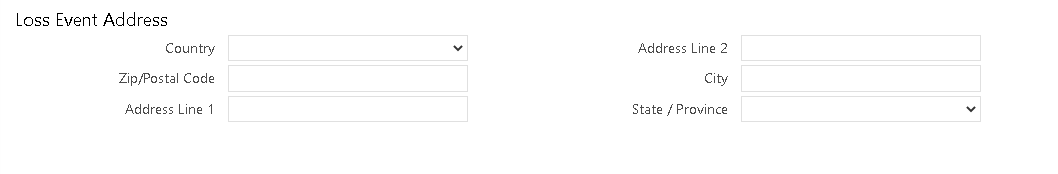 Loss Event Address
Country
Zip/Postal Code
Address Line 1
Address Line 2
City
State / Province